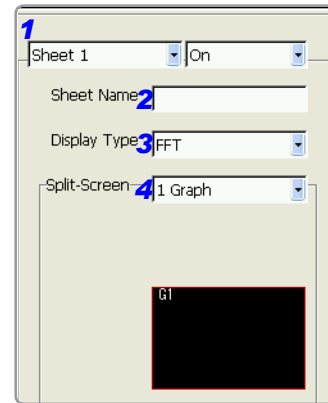 1
Sheet 1 On
Sheet Name 2
Display Type 3 FFT
Split-Screen 4 1 Graph
G1